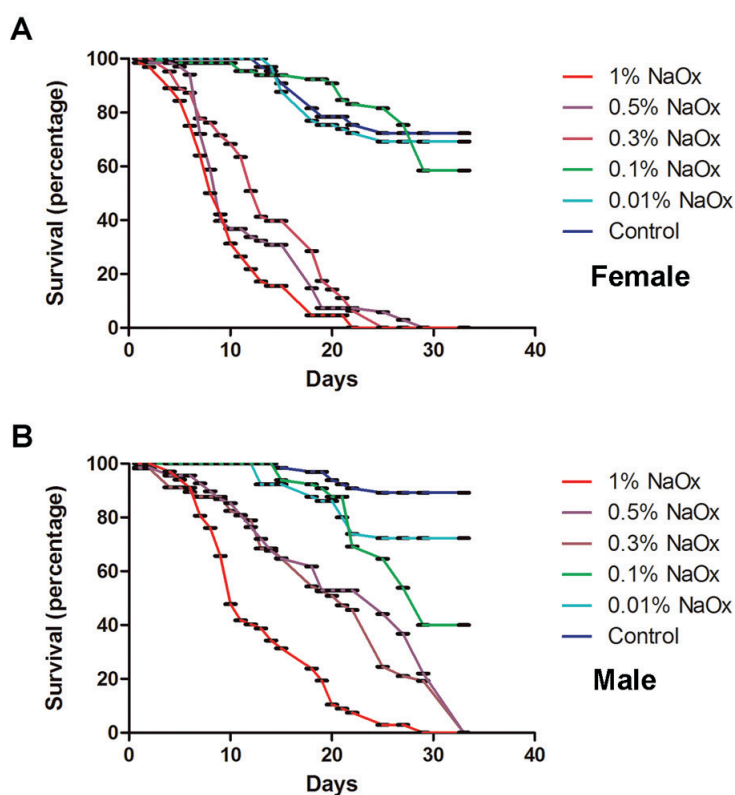 A
Survival (percentage)
100
80
60
40
20
0
0 10 20 30 40
Days
1% NaOx
0.5% NaOx
0.3% NaOx
0.1% NaOx
0.01% NaOx
Control
Female
B
Survival (percentage)
100
80
60
40
20
0
0 10 20 30 40
Days
1% NaOx
0.5% NaOx
0.3% NaOx
0.1% NaOx
0.01% NaOx
Control
Male